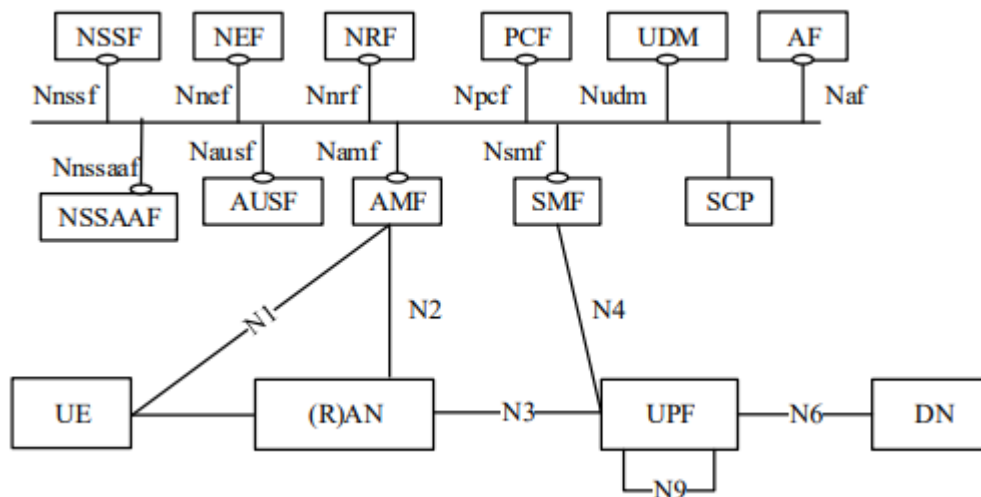 NSSF NEF NRF PCF UDM AF
Nnssf Nnef Nnrf Npcf Nudm Naf
Nnssaaf Nausf Namf Nsmf
NSSAAF AUSF AMF SMF SCP
N1 N2 N4
UE (R)AN N3 UPF N6 DN
N9